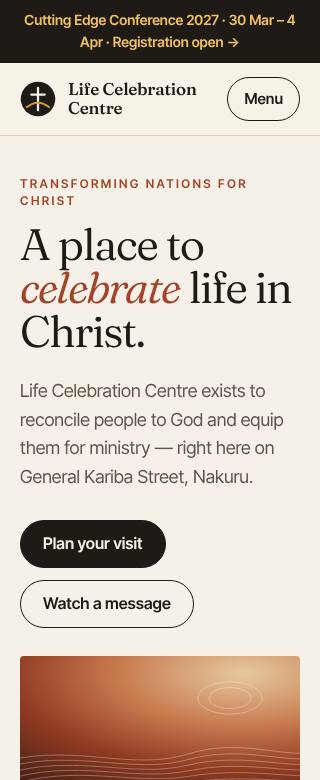 Cutting Edge Conference 2027 · 30 Mar – 4
Apr · Registration open →
Life Celebration
Centre
Menu
TRANSFORMING NATIONS FOR
CHRIST
A place to
celebrate life in
Christ.
Life Celebration Centre exists to
reconcile people to God and equip
them for ministry — right here on
General Kariba Street, Nakuru.
Plan your visit
Watch a message